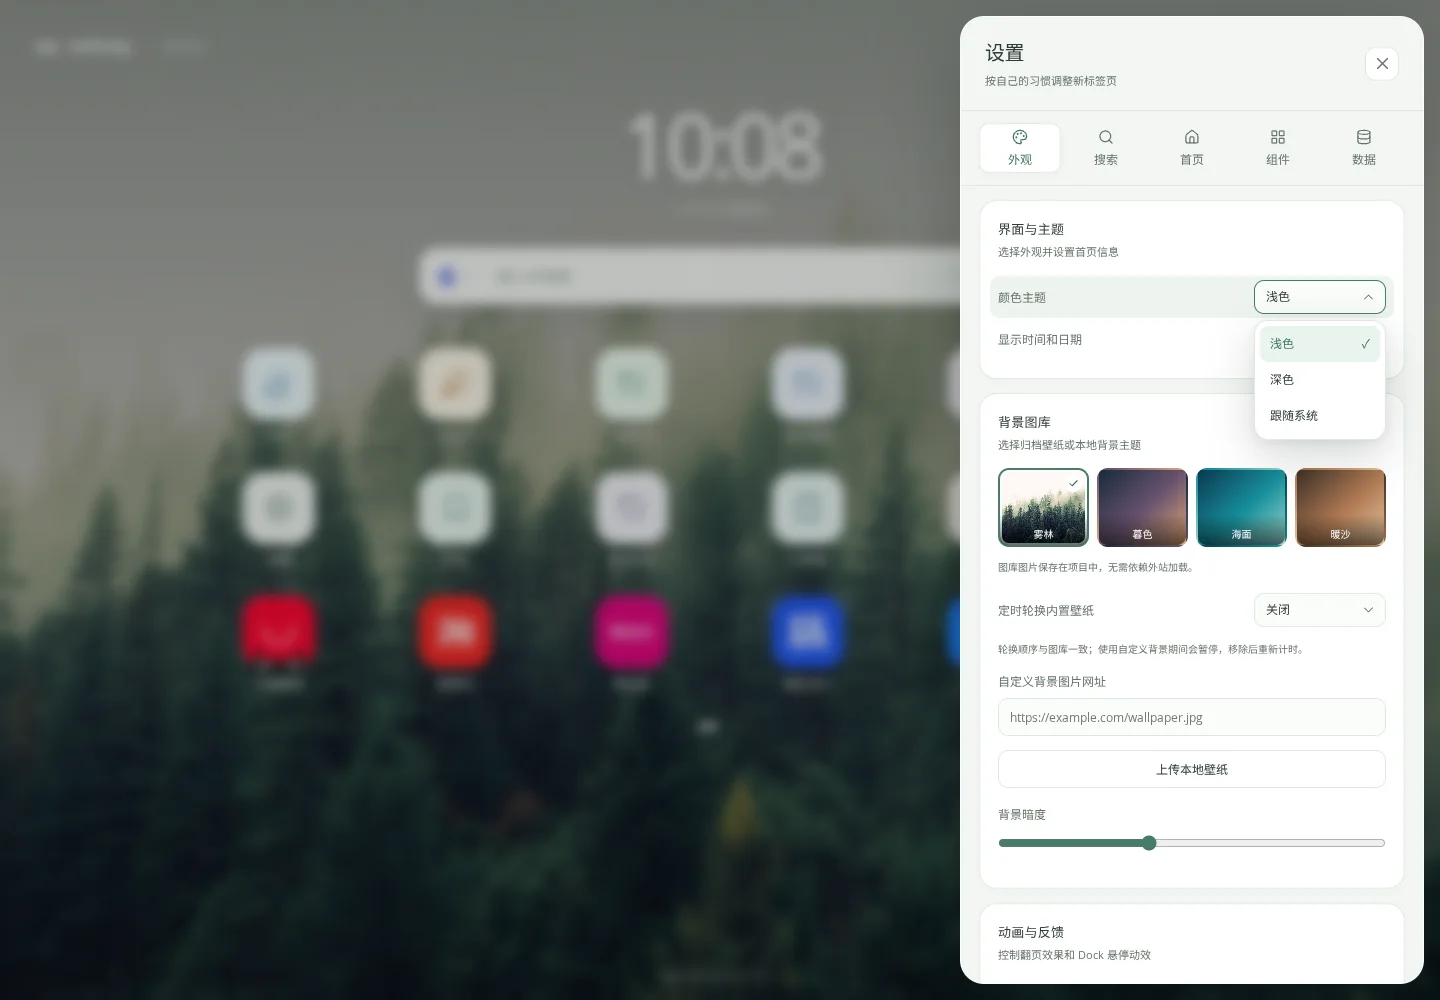 设置
按自己的习惯调整新标签页
外观
搜索
首页
组件
数据
10:08
界面与主题
选择外观并设置首页信息
颜色主题
浅色
显示时间和日期
浅色
深色
跟随系统
背景图库
选择归档壁纸或本地背景主题
雾林
暮色
海面
暖沙
图库图片保存在项目中，无需依赖外站加载。
定时轮换内置壁纸
关闭
轮换顺序与图库一致；使用自定义背景期间会暂停，移除后重新计时。
自定义背景图片网址
https://example.com/wallpaper.jpg
上传本地壁纸
背景暗度
动画与反馈
控制翻页效果和 Dock 悬停动效